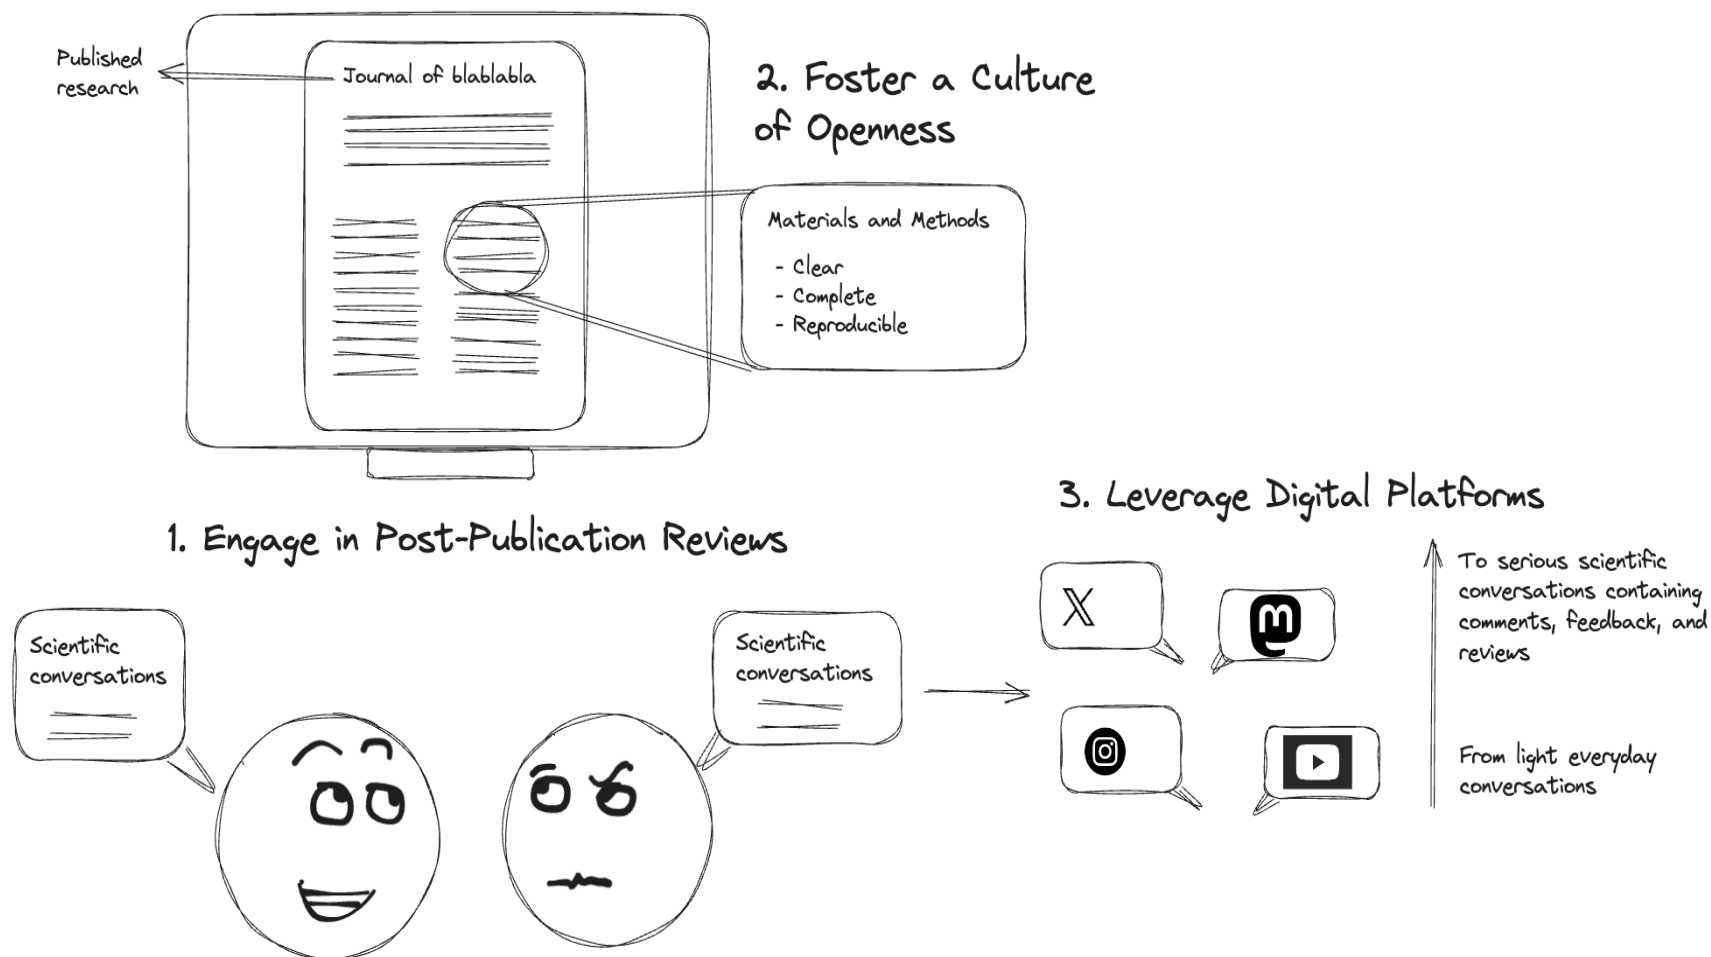 Published
research
Journal of blablabla
2. Foster a Culture
of Openness
Materials and Methods
- Clear
- Complete
- Reproducible
1. Engage in Post-Publication Reviews
Scientific
conversations
Scientific
conversations
3. Leverage Digital Platforms
X
m
To serious scientific
conversations containing
comments, feedback, and
reviews
From light everyday
conversations